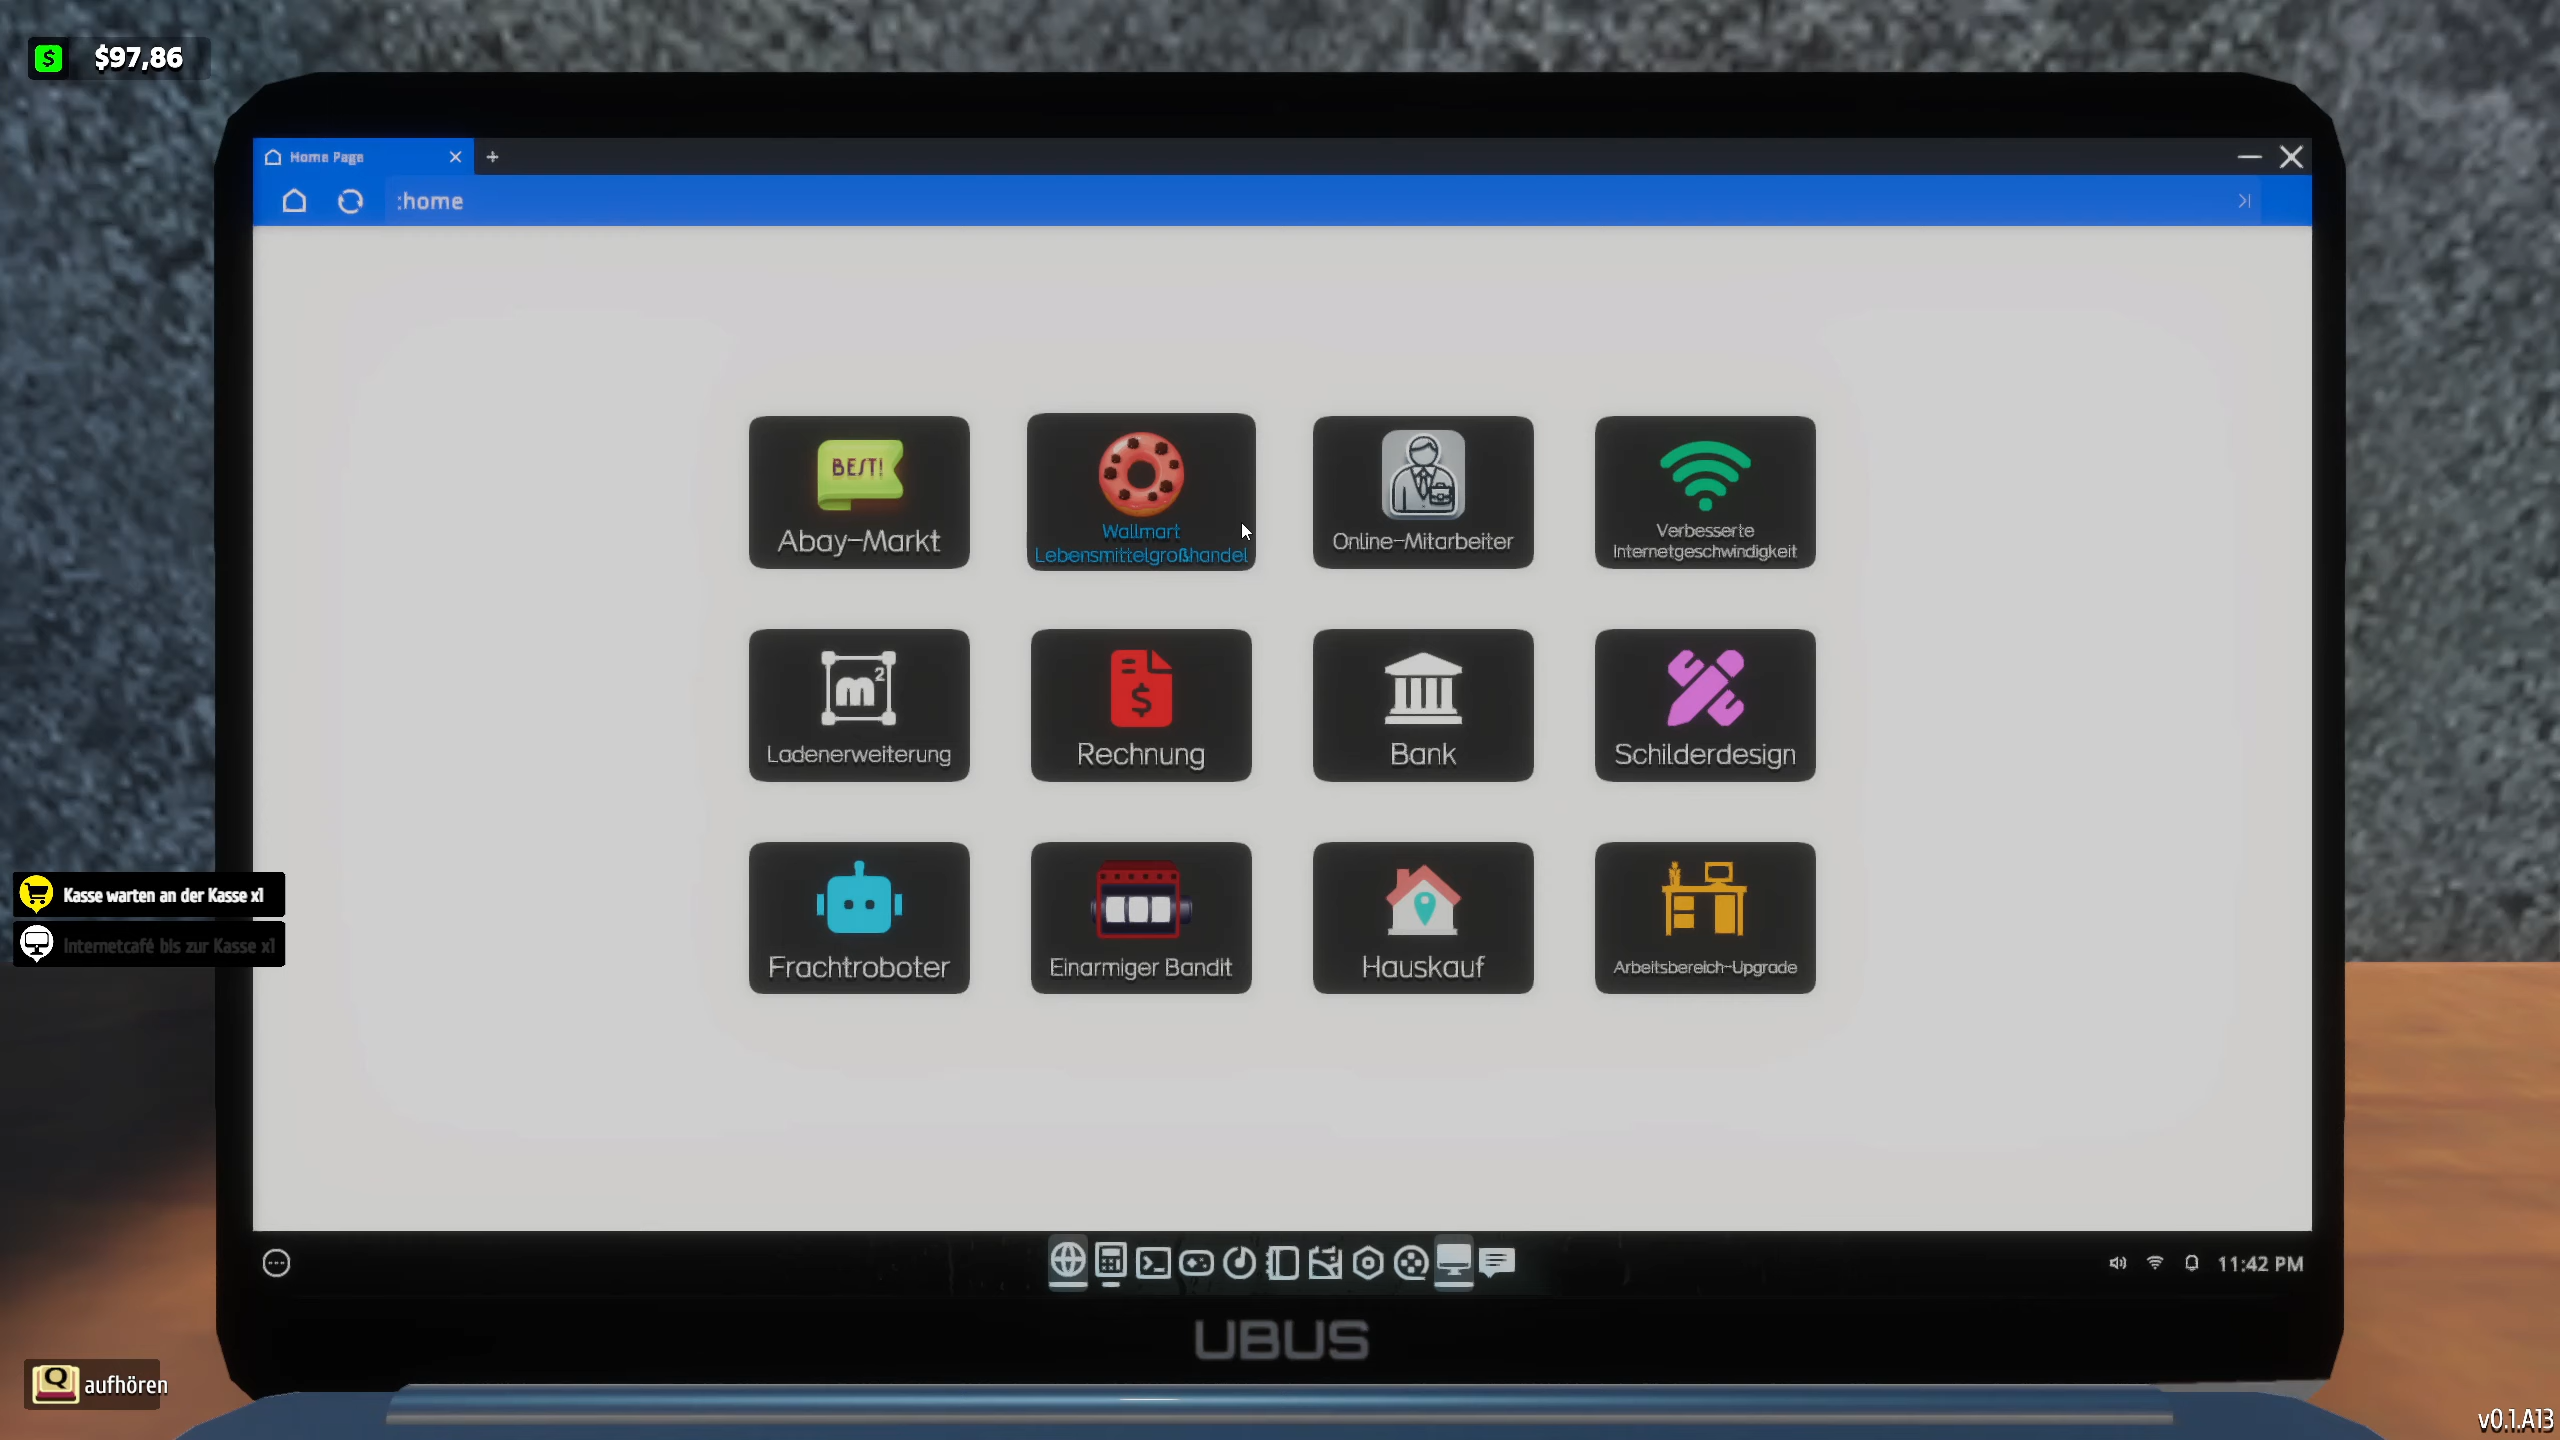 $97,86
Home Page
:home
BEST!
Abay-Markt
Wallmart
Lebensmittelgroßhandel
Online-Mitarbeiter
Verbesserte
Internetgeschwindigkeit
m²
Ladenerweiterung
Rechnung
Bank
Schilderdesign
Kasse warten an der Kasse x1
Internetcafé bis zur Kasse x1
Frachtroboter
Einarmiger Bandit
Hauskauf
Arbeitsbereich-Upgrade
11:42 PM
UBUS
Q aufhören
v0.1.A13